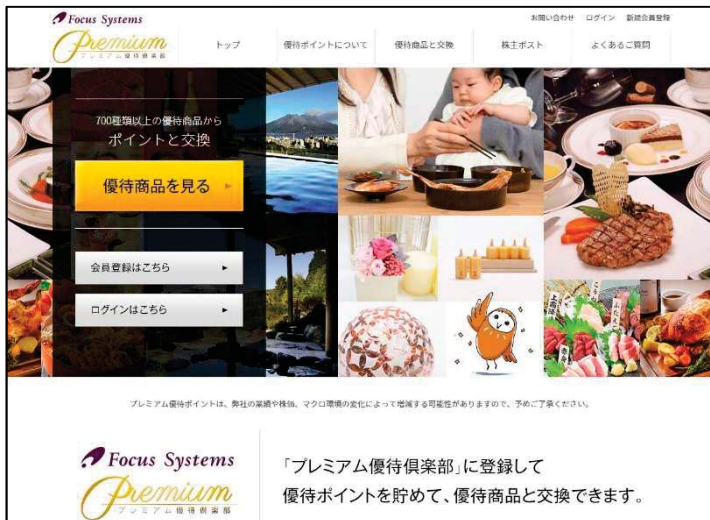 Focus Systems
Premium
プレミアム優待倶楽部
お問い合わせ ログイン 新規会員登録
トップ 優待ポイントについて 優待商品と交換 株主ポスト よくあるご質問
700種類以上の優待商品から
ポイントと交換
優待商品を見る
会員登録はこちら
ログインはこちら
プレミアム優待ポイントは、弊社の業績や株価、マクロ環境の変化によって増減する可能性がありますので、予めご了承ください。
Focus Systems
Premium
プレミアム優待倶楽部
「プレミアム優待倶楽部」に登録して
優待ポイントを貯めて、優待商品と交換できます。